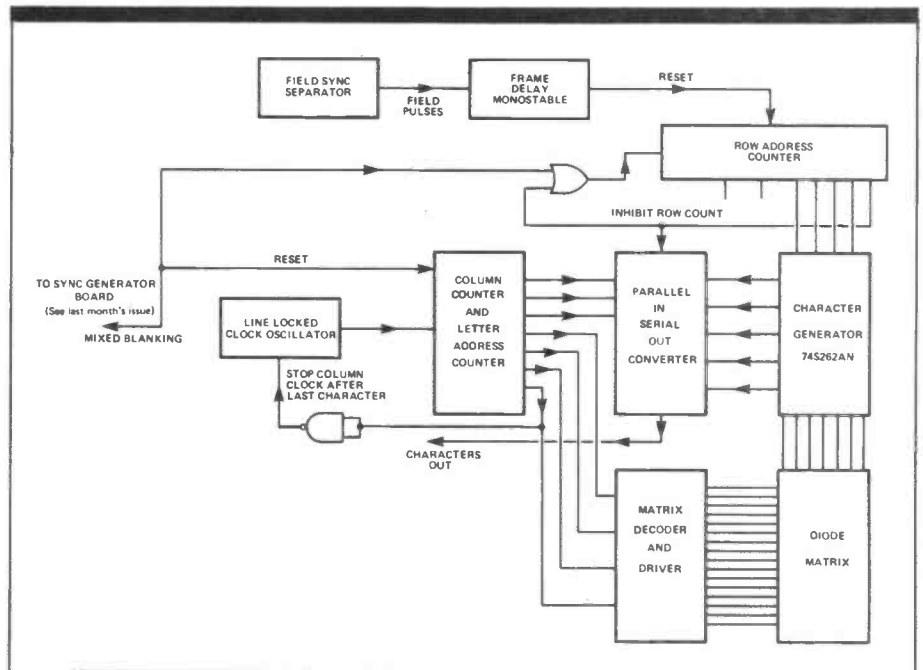 FIELD SYNC
SEPARATOR
FIELD
PULSES
FRAME
DELAY
MONOSTABLE
RESET
ROW ADDRESS
COUNTER
INHIBIT ROW COUNT
RESET
TO SYNC GENERATOR
BOARD
(See last month's issue)
MIXED BLANKING
LINE LOCKED
CLOCK OSCILLATOR
STOP COLUMN
CLOCK AFTER
LAST CHARACTER
COLUMN
COUNTER
AND
LETTER
ADDRESS
COUNTER
PARALLEL
IN
SERIAL
OUT
CONVERTER
CHARACTER
GENERATOR
74S262AN
CHARACTERS
OUT
MATRIX
DECODER
AND
DRIVER
DIODE
MATRIX